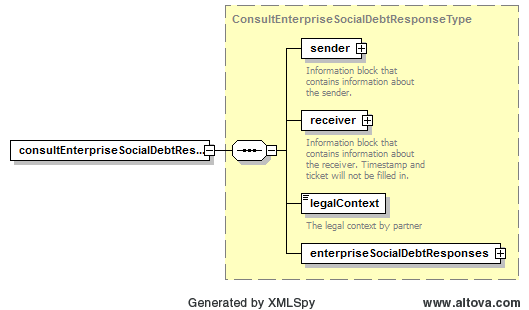 ConsultEnterpriseSocialDebtResponseType
sender
Information block that
contains information about
the sender.
receiver
Information block that
contains information about
the receiver. Timestamp and
ticket will not be filled in.
consultEnterpriseSocialDebtRes...
legalContext
The legal context by partner
enterpriseSocialDebtResponses
Generated by XMLSpy
www.altova.com